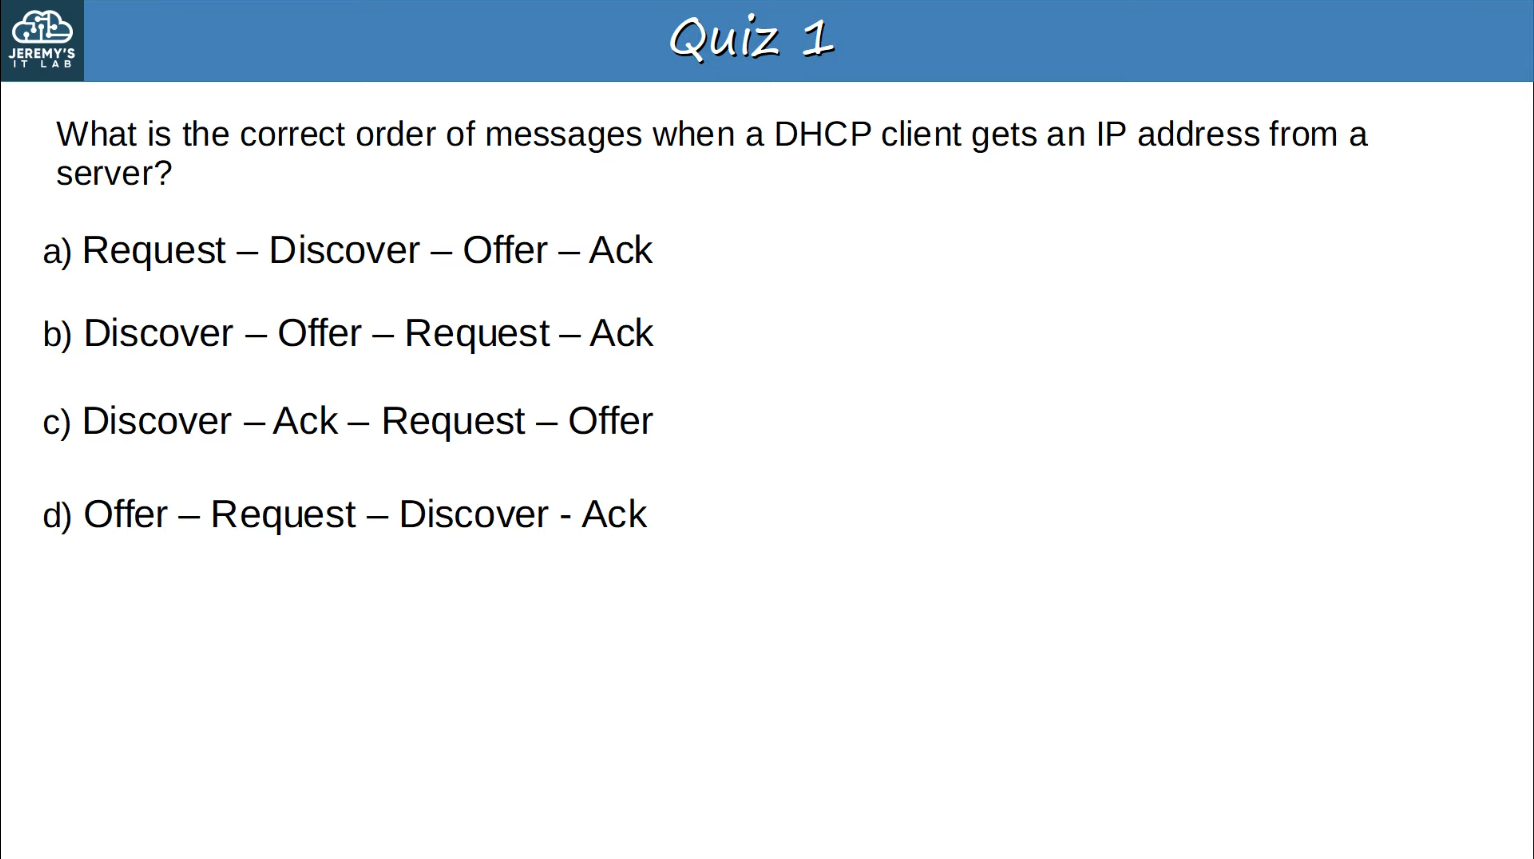 JEREMY'S
IT LAB
Quiz 1
What is the correct order of messages when a DHCP client gets an IP address from a
server?
a) Request – Discover – Offer – Ack
b) Discover – Offer – Request – Ack
c) Discover – Ack – Request – Offer
d) Offer – Request – Discover - Ack